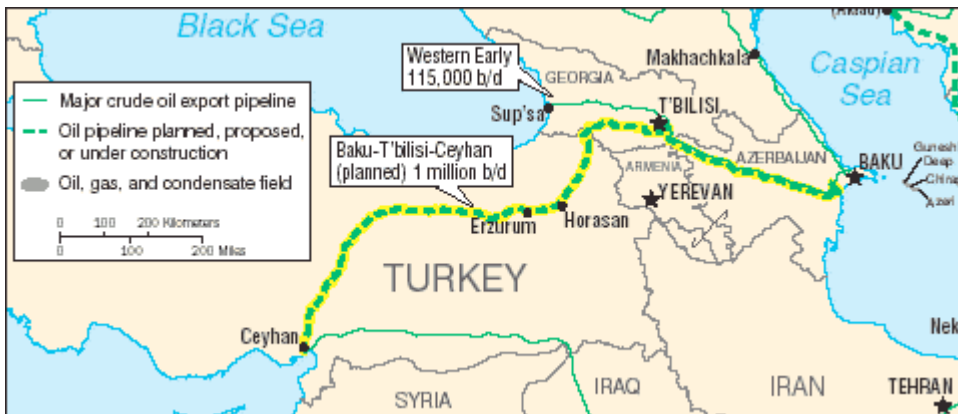 Black Sea
(Aktau)
Western Early
115,000 b/d
Makhachkala
Caspian
Sea
GEORGIA
Major crude oil export pipeline
Oil pipeline planned, proposed,
or under construction
Oil, gas, and condensate field
0 100 200 Kilometers
0 100 200 Miles
Sup'sa
T'BILISI
Baku-T'bilisi-Ceyhan
(planned) 1 million b/d
ARMENIA
AZERBAIJAN
BAKU
Gunesh
Deep
Chirag
Azeri
YEREVAN
Erzurum
Horasan
TURKEY
Ceyhan
Nek
SYRIA
IRAQ
IRAN
TEHRAN